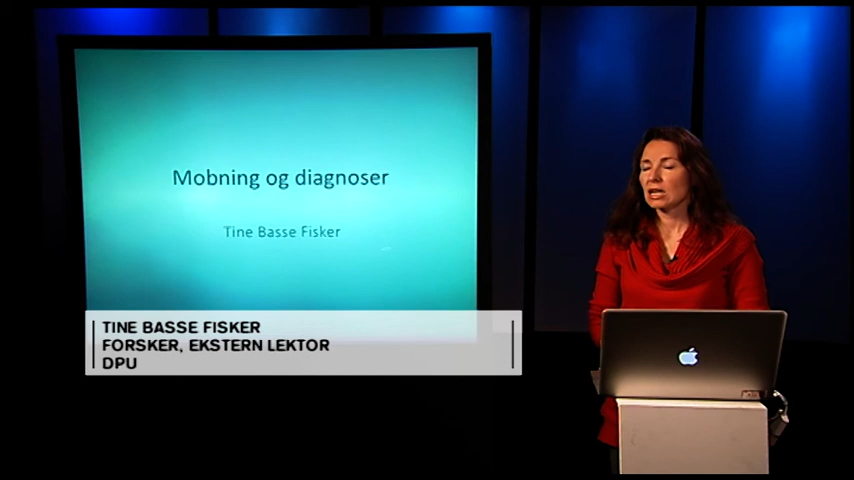 Mobning og diagnoser
Tine Basse Fisker
TINE BASSE FISKER
FORSKER, EKSTERN LEKTOR
DPU